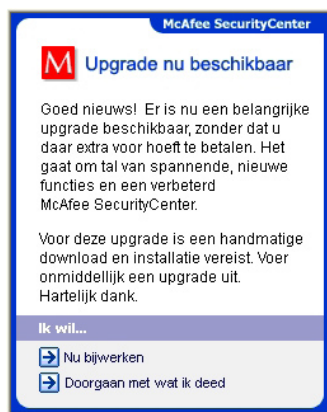 McAfee SecurityCenter
M Upgrade nu beschikbaar
Goed nieuws! Er is nu een belangrijke
upgrade beschikbaar, zonder dat u
daar extra voor hoeft te betalen. Het
gaat om tal van spannende, nieuwe
functies en een verbeterd
McAfee SecurityCenter.
Voor deze upgrade is een handmatige
download en installatie vereist. Voer
onmiddellijk een upgrade uit.
Hartelijk dank.
Ik wil...
Nu bijwerken
Doorgaan met wat ik deed